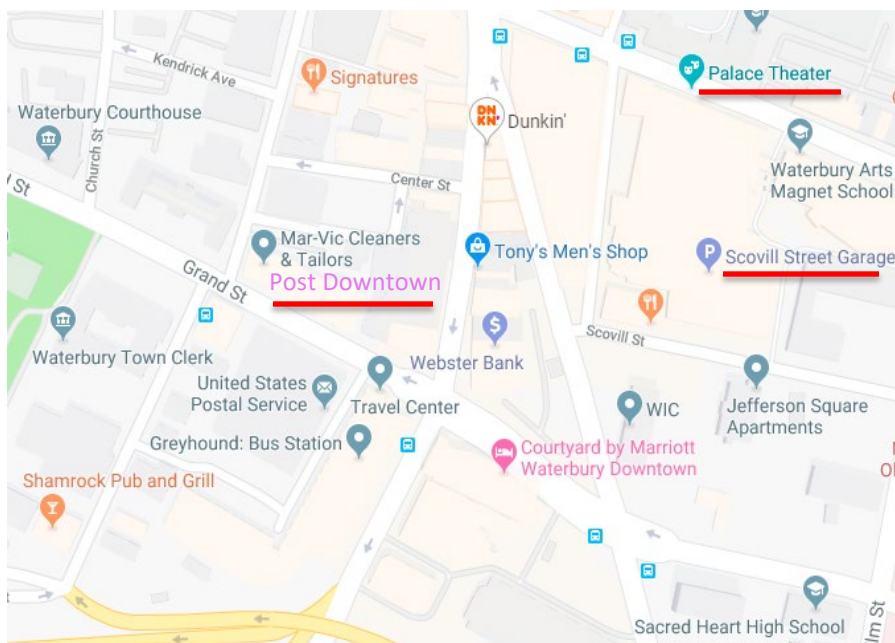 Palace Theater
Kendrick Ave
Signatures
Waterbury Courthouse
DN
KN'
Dunkin'
Church St
Waterbury Arts
Magnet School
Center St
St
Mar-Vic Cleaners
& Tailors
Tony's Men's Shop
P
Scovill Street Garage
Grand St
Post Downtown
Scovill St
Waterbury Town Clerk
$
Webster Bank
United States
Postal Service
Travel Center
WIC
Jefferson Square
Apartments
Greyhound: Bus Station
Courtyard by Marriott
Waterbury Downtown
Shamrock Pub and Grill
Sacred Heart High School